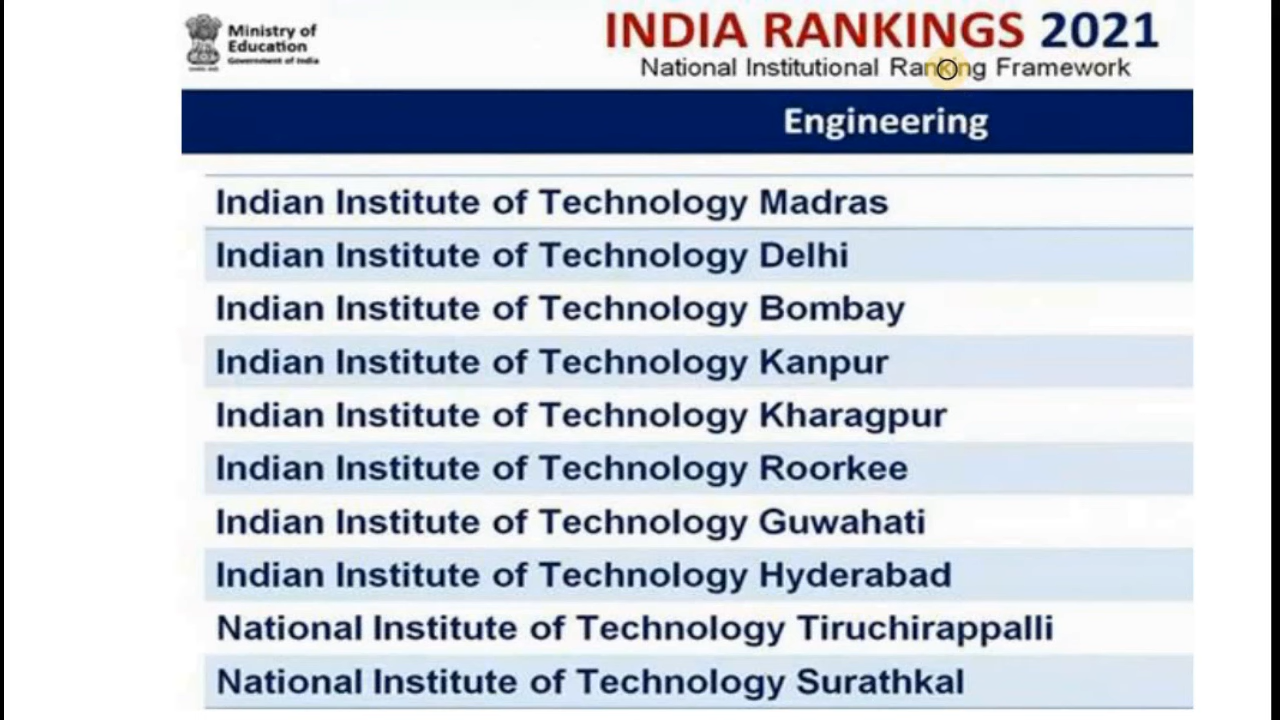 Ministry of
Education
Government of India
INDIA RANKINGS 2021
National Institutional Ranking Framework
Engineering
Indian Institute of Technology Madras
Indian Institute of Technology Delhi
Indian Institute of Technology Bombay
Indian Institute of Technology Kanpur
Indian Institute of Technology Kharagpur
Indian Institute of Technology Roorkee
Indian Institute of Technology Guwahati
Indian Institute of Technology Hyderabad
National Institute of Technology Tiruchirappalli
National Institute of Technology Surathkal